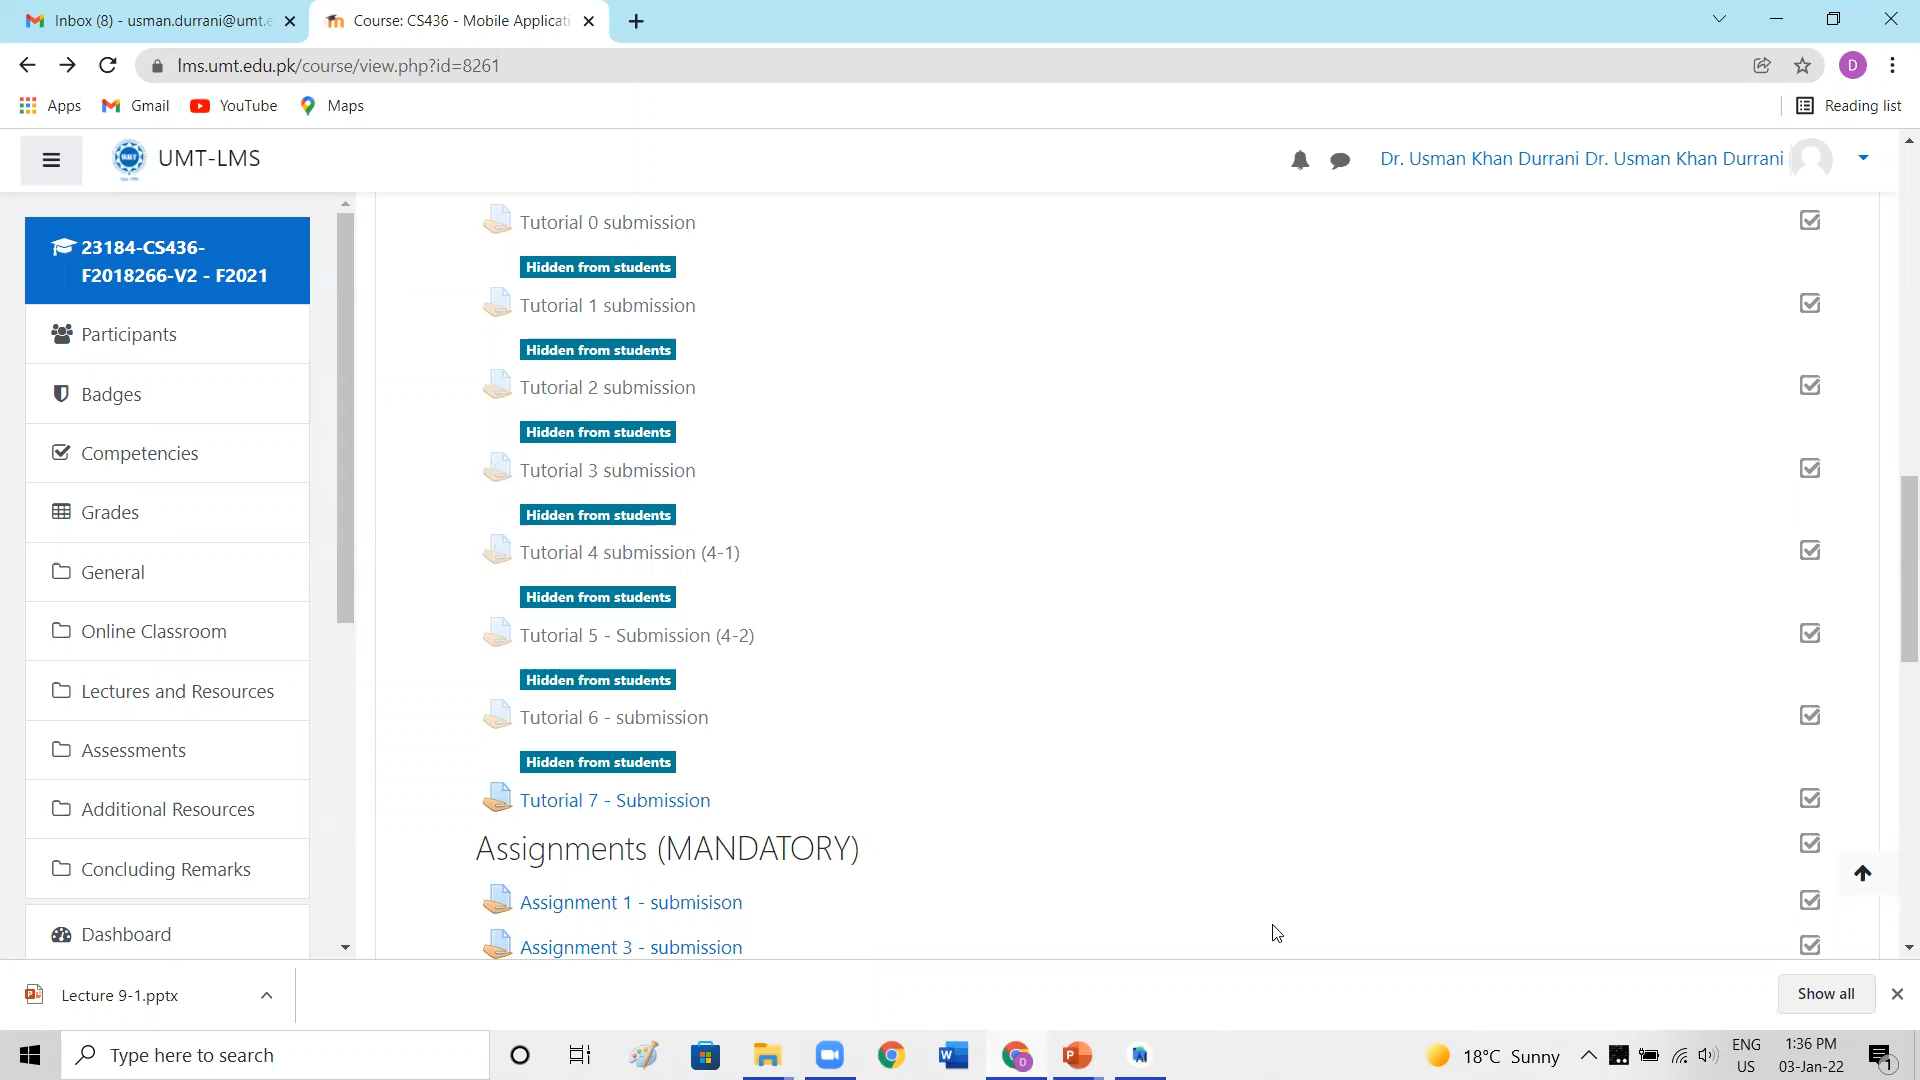 Inbox (8) - usman.durrani@umt.e
Course: CS436 - Mobile Applicati
lms.umt.edu.pk/course/view.php?id=8261
D
Apps
Gmail
YouTube
Maps
Reading list
UMT-LMS
Dr. Usman Khan Durrani Dr. Usman Khan Durrani
23184-CS436-
F2018266-V2 - F2021
Participants
Badges
Competencies
Grades
General
Online Classroom
Lectures and Resources
Assessments
Additional Resources
Concluding Remarks
Dashboard
Tutorial 0 submission
Hidden from students
Tutorial 1 submission
Hidden from students
Tutorial 2 submission
Hidden from students
Tutorial 3 submission
Hidden from students
Tutorial 4 submission (4-1)
Hidden from students
Tutorial 5 - Submission (4-2)
Hidden from students
Tutorial 6 - submission
Hidden from students
Tutorial 7 - Submission
Assignments (MANDATORY)
Assignment 1 - submisison
Assignment 3 - submission
Lecture 9-1.pptx
Show all
Type here to search
18°C Sunny
ENG
US
1:36 PM
03-Jan-22
1